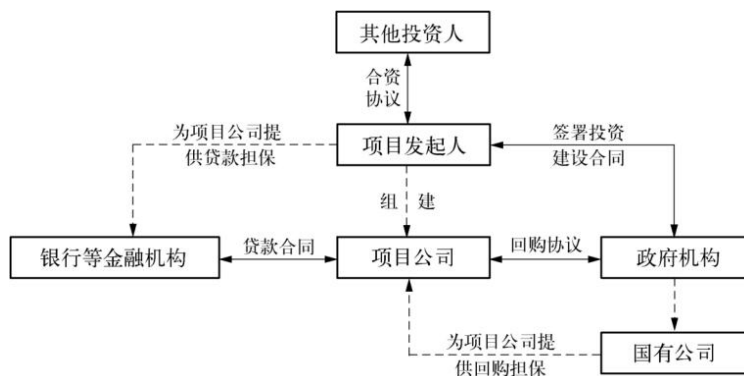 其他投资人
合资
协议
为项目公司提
供贷款担保
项目发起人
签署投资
建设合同
组 建
银行等金融机构
贷款合同
项目公司
回购协议
政府机构
为项目公司提
供回购担保
国有公司